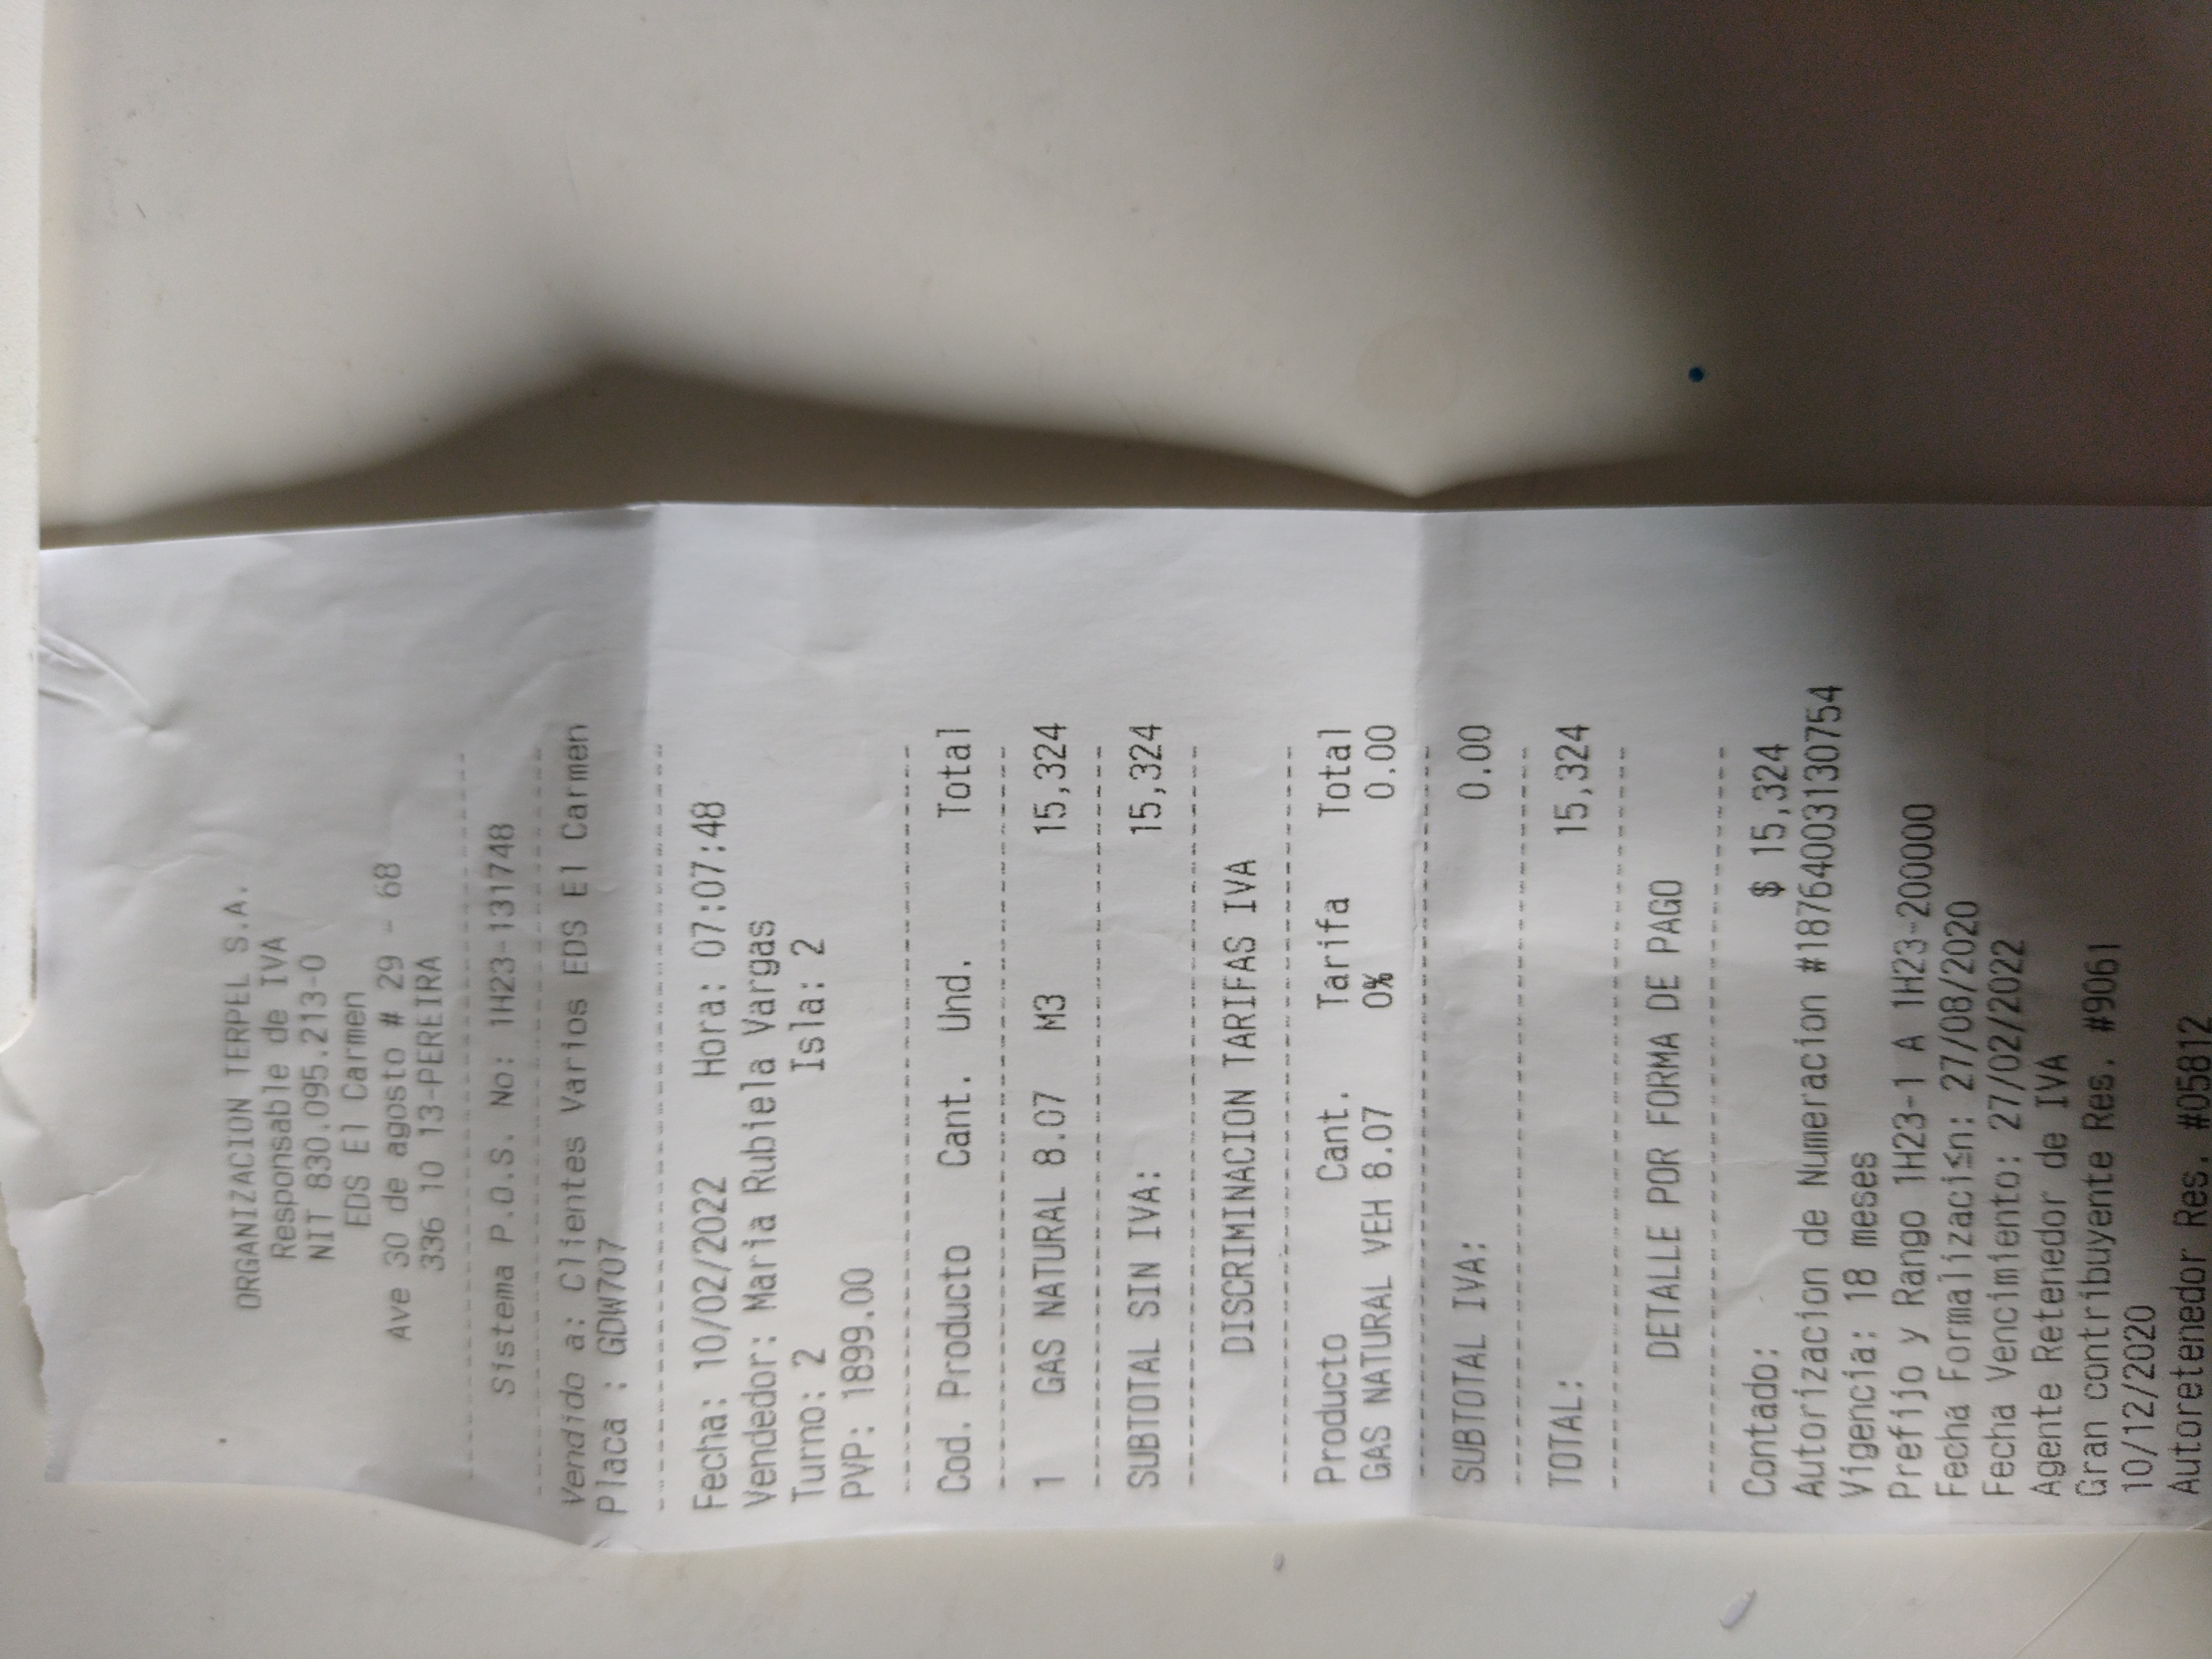 ORGANIZACION TERPEL S.A.
Responsable de IVA
NIT 830.095.213-0
EDS El Carmen
Ave 30 de agosto # 29 - 68
336 10 13-PEREIRA
Sistema P.O.S. No: 1H23-131748
Vendido a: Clientes Varios EDS El Carmen
Placa : GDW707
Fecha: 10/02/2022 Hora: 07:07:48
Vendedor: Maria Rubiela Vargas
Turno: 2 Isla: 2
PVP: 1899.00
Cod. Producto Cant. Und. Total
1 GAS NATURAL 8.07 M3 15,324
SUBTOTAL SIN IVA: 15,324
DISCRIMINACION TARIFAS IVA
Producto Cant. Tarifa Total
GAS NATURAL VEH 8.07 0% 0.00
SUBTOTAL IVA: 0.00
TOTAL: 15,324
DETALLE POR FORMA DE PAGO
Contado: $ 15,324
Autorizacion de Numeracion #18764003130754
Vigencia: 18 meses
Prefijo y Rango 1H23-1 A 1H23-200000
Fecha Formalizaci≤n: 27/08/2020
Fecha Vencimiento: 27/02/2022
Agente Retenedor de IVA
Gran contribuyente Res. #9061
10/12/2020
Autoretenedor Res. #05812